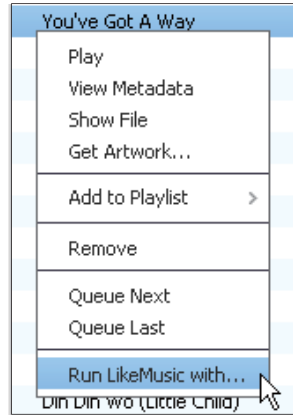 You've Got A Way
Play
View Metadata
Show File
Get Artwork...
Add to Playlist
Remove
Queue Next
Queue Last
Run LikeMusic with...
Din Din Wo (Little Child)